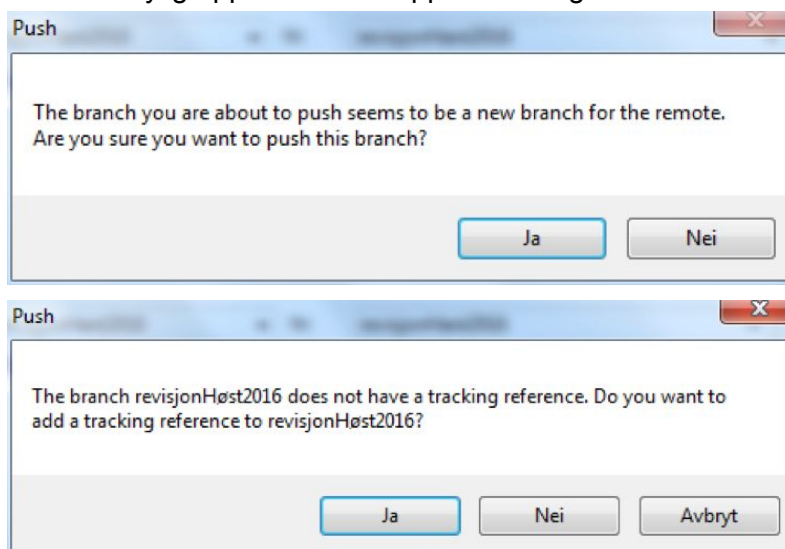 Push
The branch you are about to push seems to be a new branch for the remote.
Are you sure you want to push this branch?
Ja Nei
Push
The branch revisjonHøst2016 does not have a tracking reference. Do you want to
add a tracking reference to revisjonHøst2016?
Ja Nei Avbryt